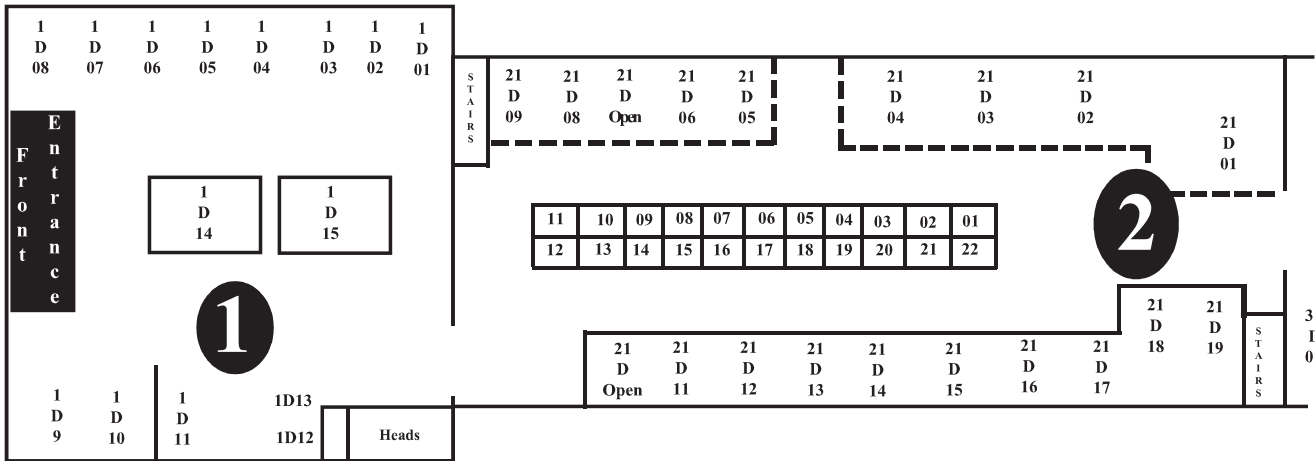 1 D 08
1 D 07
1 D 06
1 D 05
1 D 04
1 D 03
1 D 02
1 D 01
STAIRS
21 D 09
21 D 08
21 D Open
21 D 06
21 D 05
21 D 04
21 D 03
21 D 02
21 D 01
Front Entrance
1 D 14
1 D 15
11 10 09 08 07 06 05 04 03 02 01
12 13 14 15 16 17 18 19 20 21 22
2
1
21 D Open
21 D 11
21 D 12
21 D 13
21 D 14
21 D 15
21 D 16
21 D 17
21 D 18
21 D 19
STAIRS
1 D 9
1 D 10
1 D 11
1D13
1D12
Heads